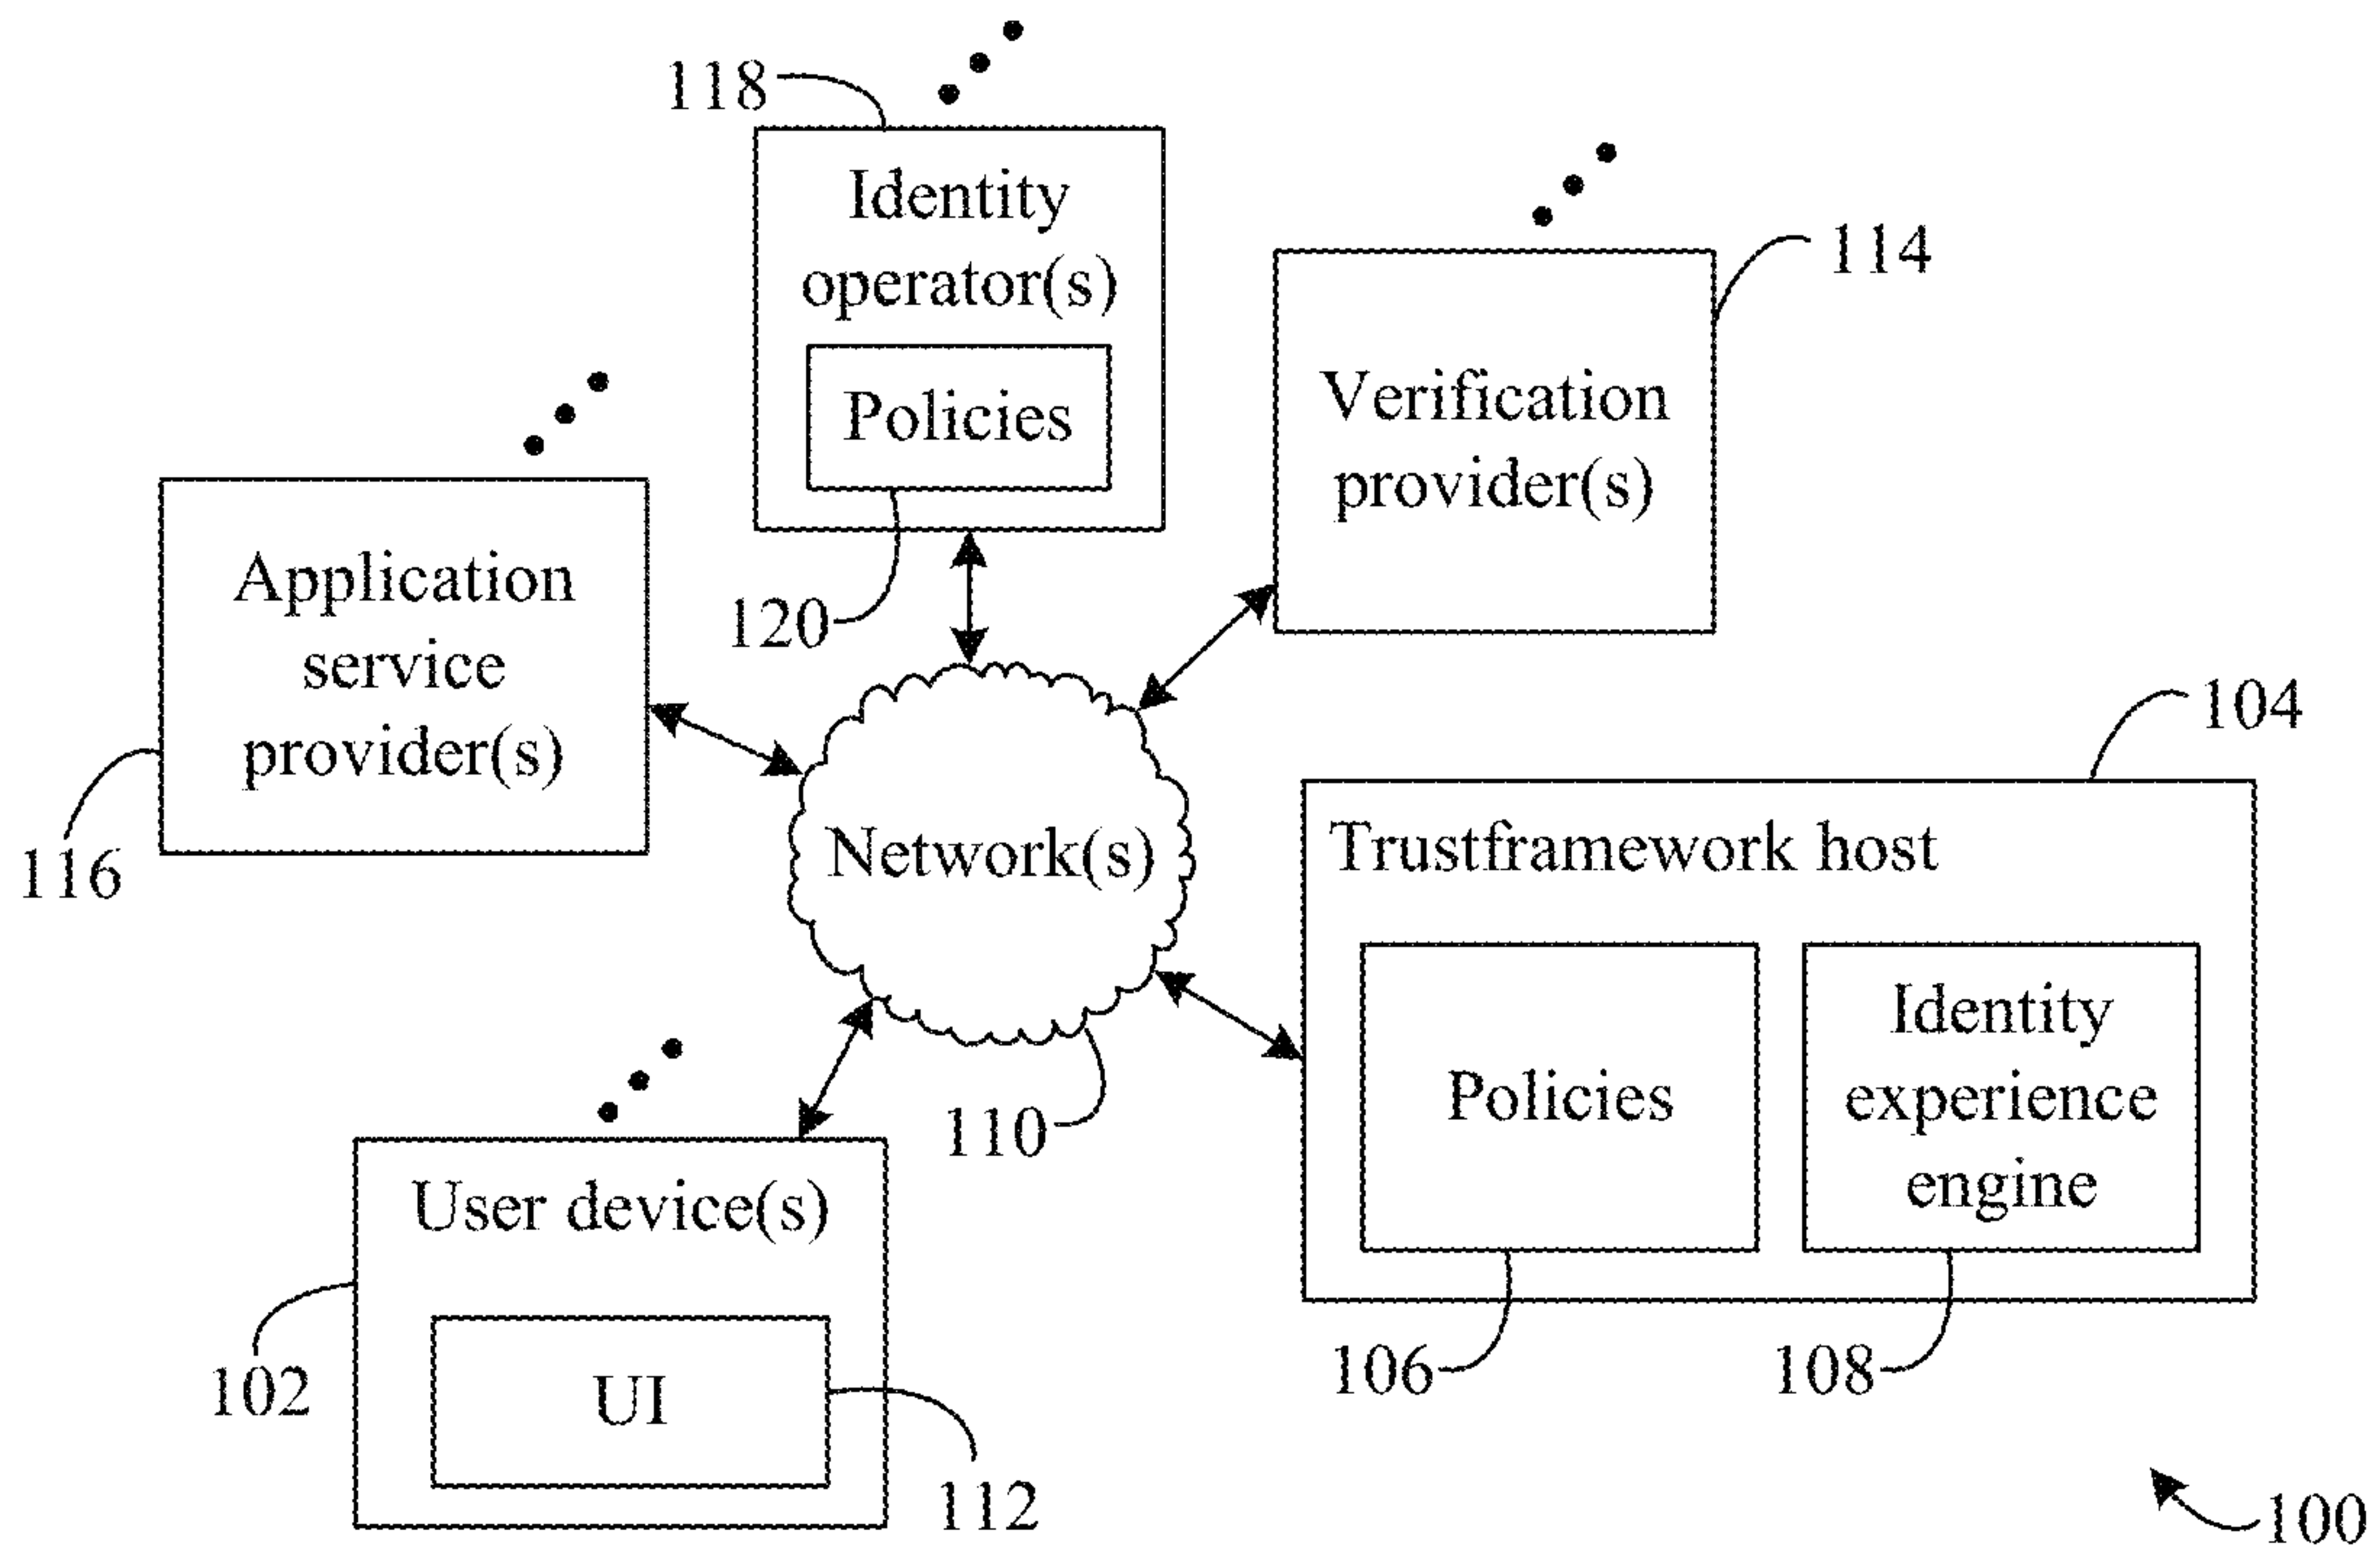 118
Identity
operator(s)
Policies
120
Verification
provider(s)
114
Application
service
provider(s)
116
Network(s)
110
104
Trustframework host
Policies
106
Identity
experience
engine
108
User device(s)
102
UI
112
100